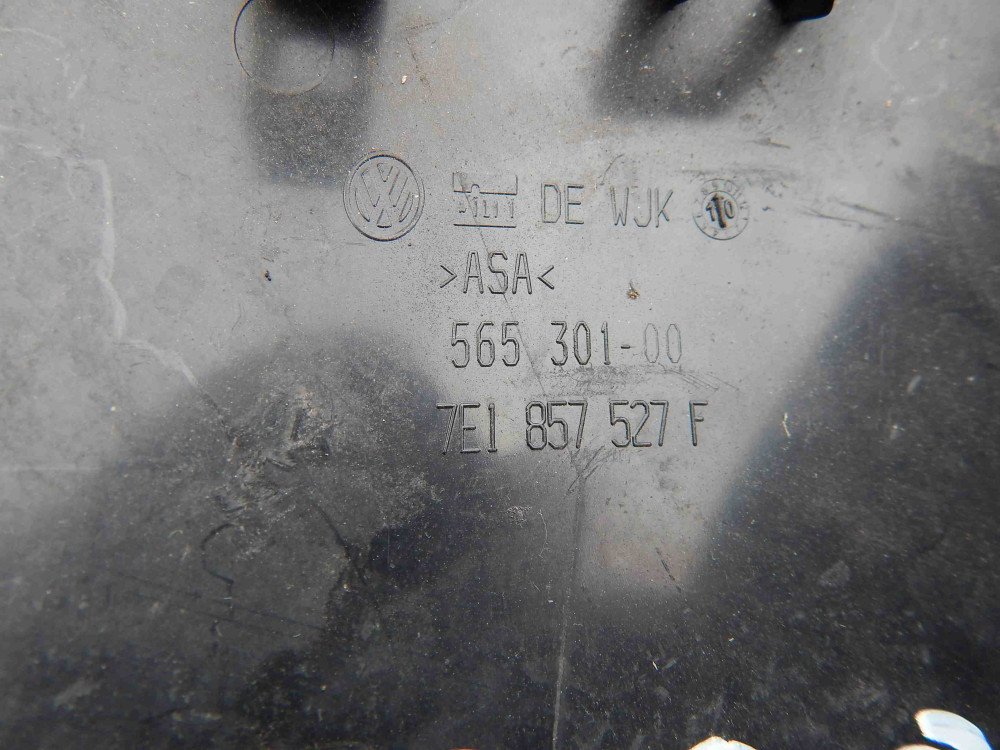 DE WJK
>ASA<
565 301-00
7E1 857 527 F